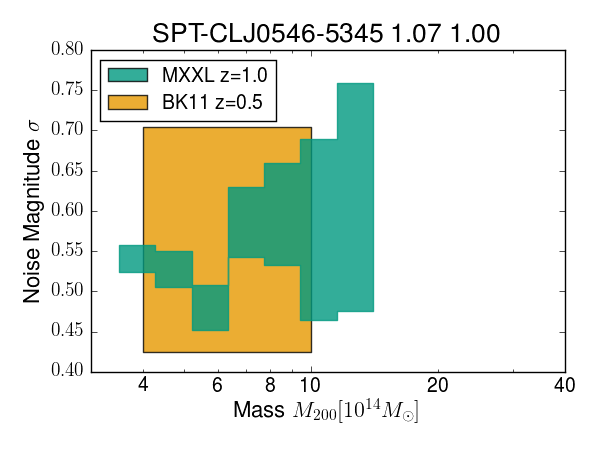 SPT-CLJ0546-5345 1.07 1.00
0.80
0.75
0.70
0.65
0.60
0.55
0.50
0.45
0.40
Noise Magnitude σ
MXXL z=1.0
BK11 z=0.5
4 6 8 10 20 40
Mass M₂₀₀[10¹⁴M☉]